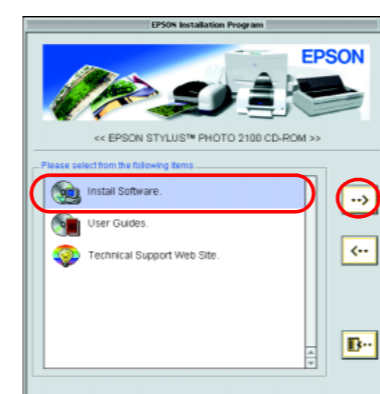 EPSON Installation Program
EPSON
<< EPSON STYLUS™ PHOTO 2100 CD-ROM >>
Please select from the following items
Install Software.
User Guides.
Technical Support Web Site.